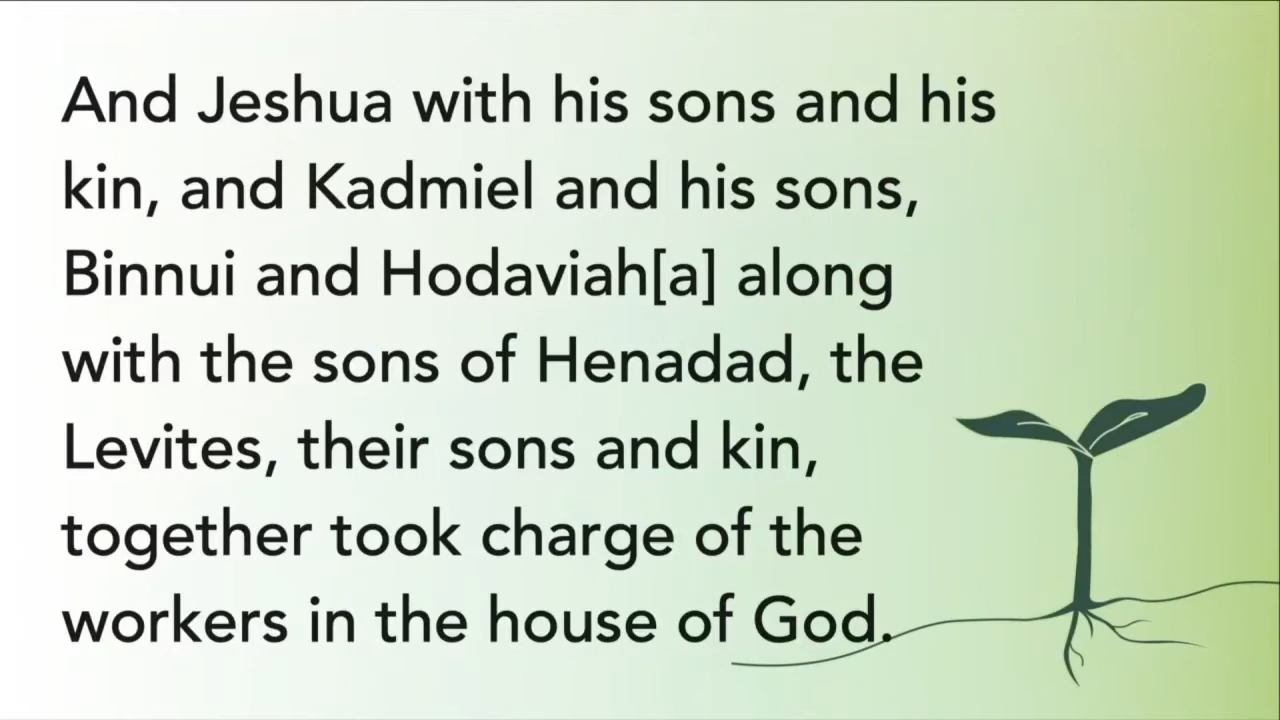 And Jeshua with his sons and his
kin, and Kadmiel and his sons,
Binnui and Hodaviah[a] along
with the sons of Henadad, the
Levites, their sons and kin,
together took charge of the
workers in the house of God.